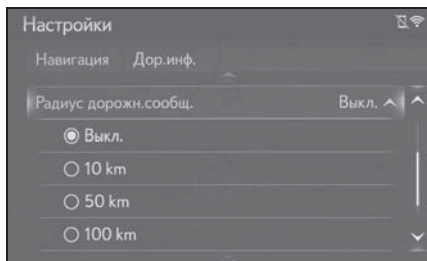 Настройки
Навигация Дор.инф.
Радиус дорожн.сообщ. Выкл.
Выкл.
10 km
50 km
100 km